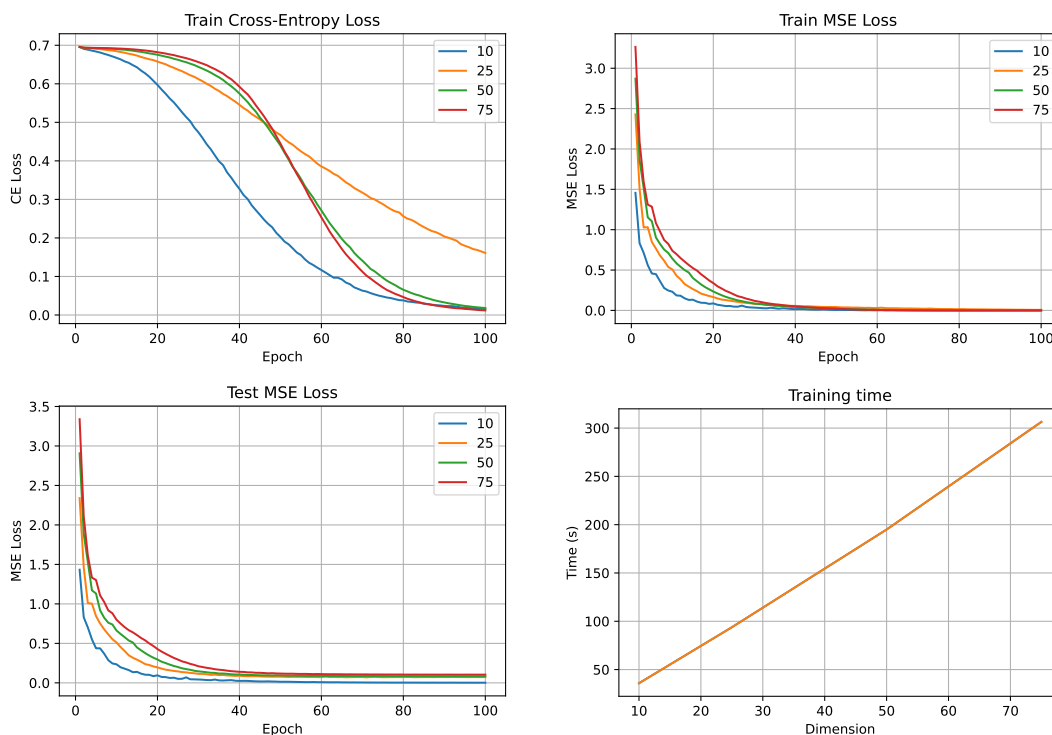 Train Cross-Entropy Loss
CE Loss
0.7
0.6
0.5
0.4
0.3
0.2
0.1
0.0
0 20 40 60 80 100
Epoch
10
25
50
75
Train MSE Loss
MSE Loss
3.0
2.5
2.0
1.5
1.0
0.5
0.0
0 20 40 60 80 100
Epoch
10
25
50
75
Test MSE Loss
MSE Loss
3.5
3.0
2.5
2.0
1.5
1.0
0.5
0.0
0 20 40 60 80 100
Epoch
10
25
50
75
Training time
Time (s)
300
250
200
150
100
50
10 20 30 40 50 60 70
Dimension